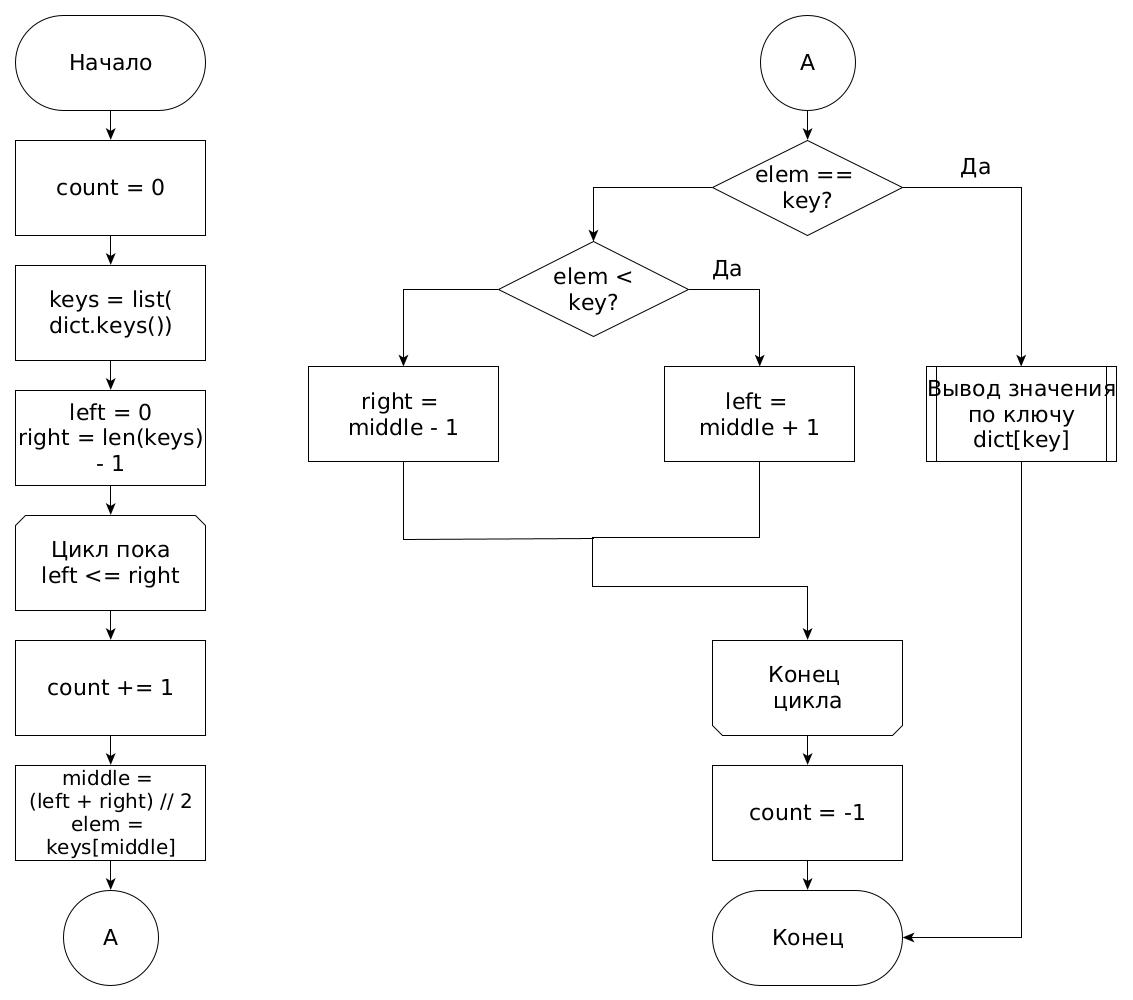 Начало
count = 0
keys = list(
dict.keys())
left = 0
right = len(keys)
- 1
Цикл пока
left <= right
count += 1
middle =
(left + right) // 2
elem =
keys[middle]
A
A
elem ==
key?
Да
elem <
key?
Да
right =
middle - 1
left =
middle + 1
Вывод значения
по ключу
dict[key]
Конец
цикла
count = -1
Конец